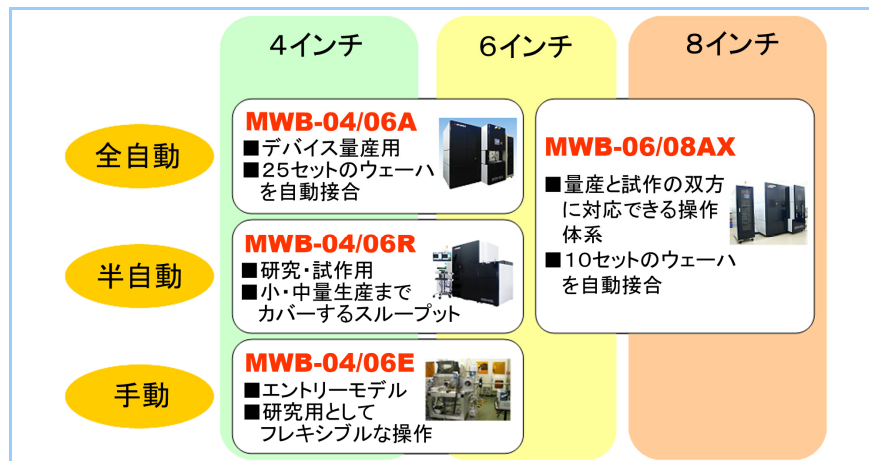 4インチ
6インチ
8インチ
全自動
MWB-04/06A
■デバイス量産用
■25セットのウェーハ
を自動接合
半自動
MWB-04/06R
■研究・試作用
■小・中量生産まで
カバーするスループット
手動
MWB-04/06E
■エントリーモデル
■研究用として
フレキシブルな操作
MWB-06/08AX
■量産と試作の双方
に対応できる操作
体系
■10セットのウェーハ
を自動接合